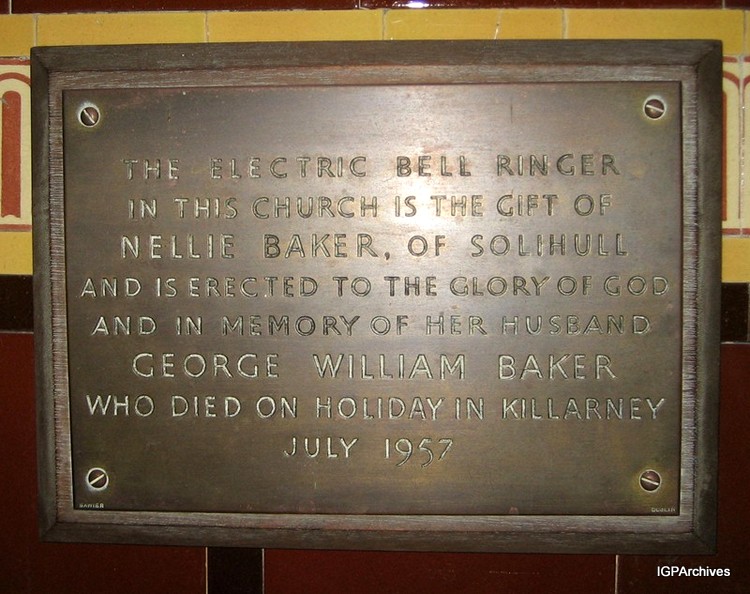 THE ELECTRIC BELL RINGER
IN THIS CHURCH IS THE GIFT OF
NELLIE BAKER, OF SOLIHULL
AND IS ERECTED TO THE GLORY OF GOD
AND IN MEMORY OF HER HUSBAND
GEORGE WILLIAM BAKER
WHO DIED ON HOLIDAY IN KILLARNEY
JULY 1957
DUBLIN
IGPArchives